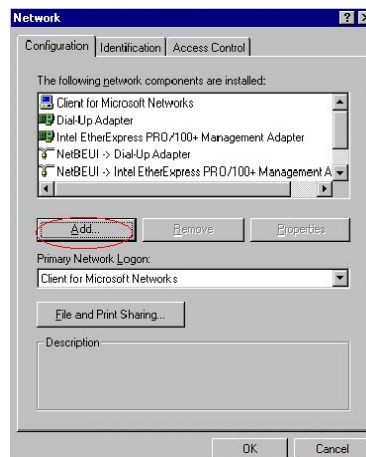 Network
Configuration Identification Access Control
The following network components are installed:
Client for Microsoft Networks
Dial-Up Adapter
Intel EtherExpress PRO/100+ Management Adapter
NetBEUI -> Dial-Up Adapter
NetBEUI -> Intel EtherExpress PRO/100+ Management A
Add... Remove Properties
Primary Network Logon:
Client for Microsoft Networks
File and Print Sharing...
Description
OK Cancel